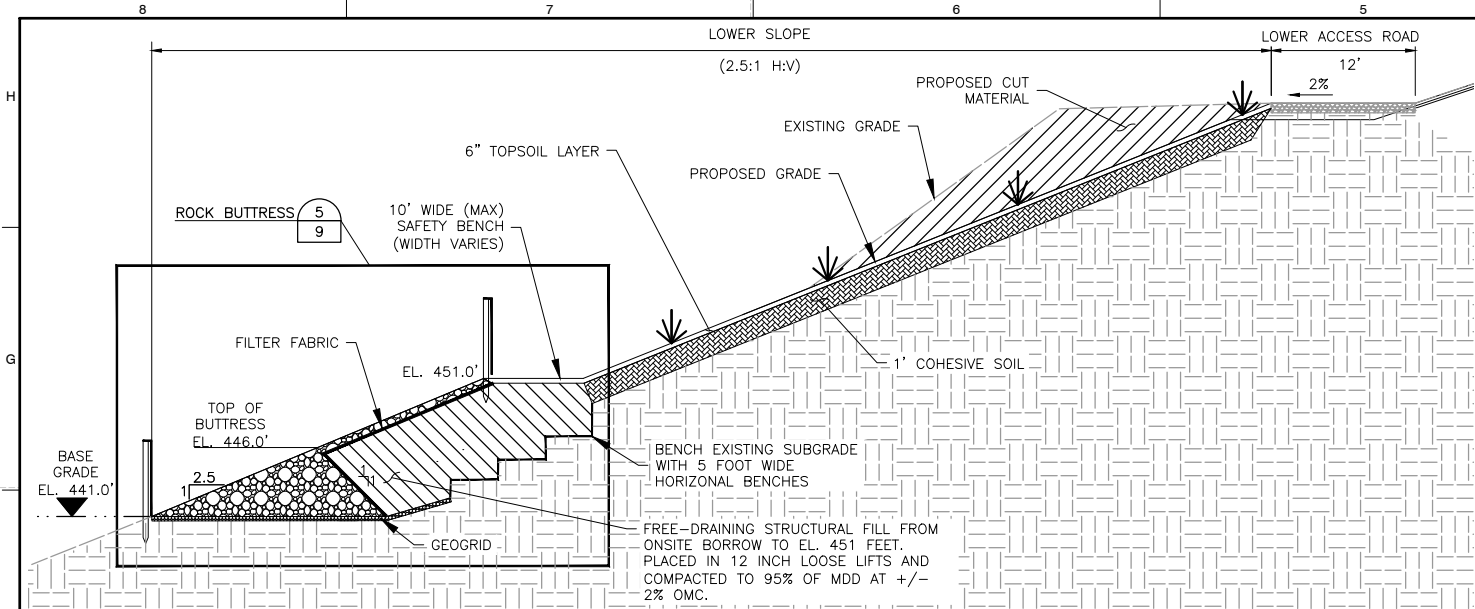 8
7
6
5
H
G
LOWER SLOPE
(2.5:1 H:V)
LOWER ACCESS ROAD
12'
2%
PROPOSED CUT
MATERIAL
EXISTING GRADE
PROPOSED GRADE
6" TOPSOIL LAYER
ROCK BUTTRESS
5
9
10' WIDE (MAX)
SAFETY BENCH
(WIDTH VARIES)
FILTER FABRIC
EL. 451.0'
1' COHESIVE SOIL
TOP OF
BUTTRESS
EL. 446.0'
BASE
GRADE
EL. 441.0'
2.5
1
1
1
BENCH EXISTING SUBGRADE
WITH 5 FOOT WIDE
HORIZONAL BENCHES
GEOGRID
FREE-DRAINING STRUCTURAL FILL FROM
ONSITE BORROW TO EL. 451 FEET.
PLACED IN 12 INCH LOOSE LIFTS AND
COMPACTED TO 95% OF MDD AT +/-
2% OMC.